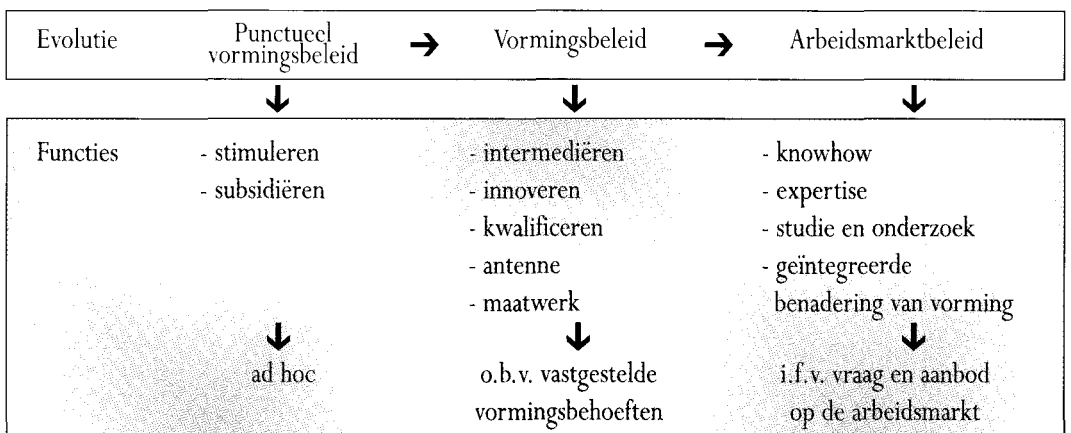 Evolutie
Punctueel
vormingsbeleid
→
Vormingsbeleid
→
Arbeidsmarktbeleid
Functies
- stimuleren
- subsidiëren
ad hoc
- intermediëren
- innoveren
- kwalificeren
- antenne
- maatwerk
o.b.v. vastgestelde
vormingsbehoeften
- knowhow
- expertise
- studie en onderzoek
- geïntegreerde
benadering van vorming
i.f.v. vraag en aanbod
op de arbeidsmarkt